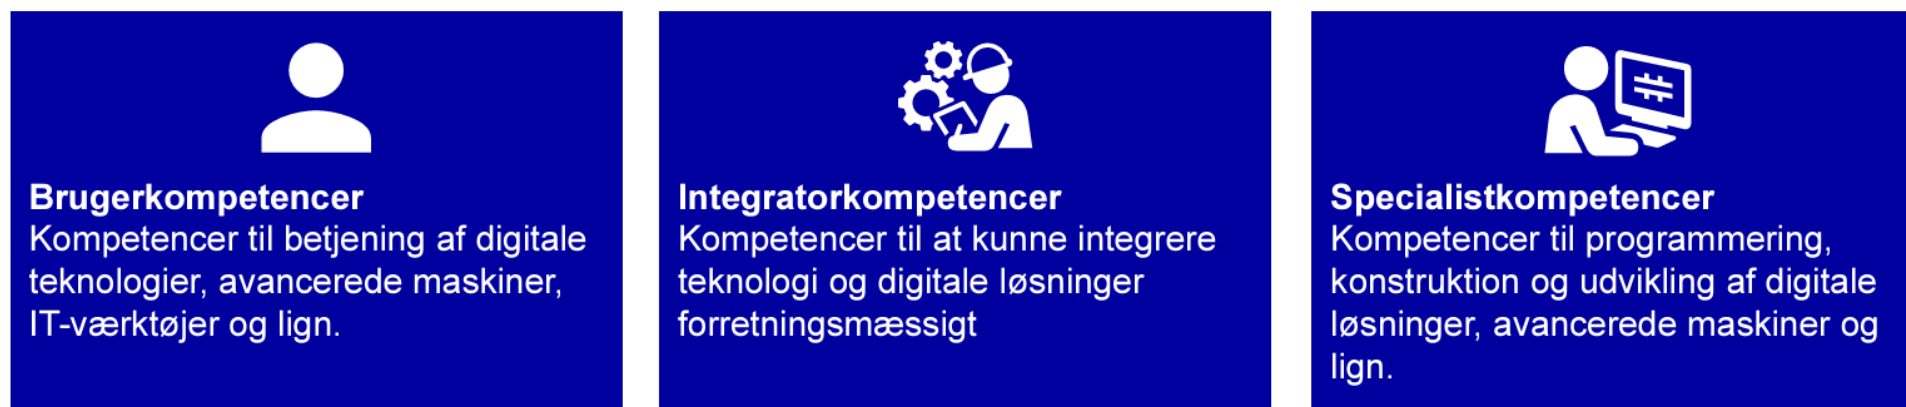 Brugerkompetencer
Kompetencer til betjening af digitale
teknologier, avancerede maskiner,
IT-værktøjer og lign.
Integratorkompetencer
Kompetencer til at kunne integrere
teknologi og digitale løsninger
forretningsmæssigt
Specialistkompetencer
Kompetencer til programmering,
konstruktion og udvikling af digitale
løsninger, avancerede maskiner og
lign.